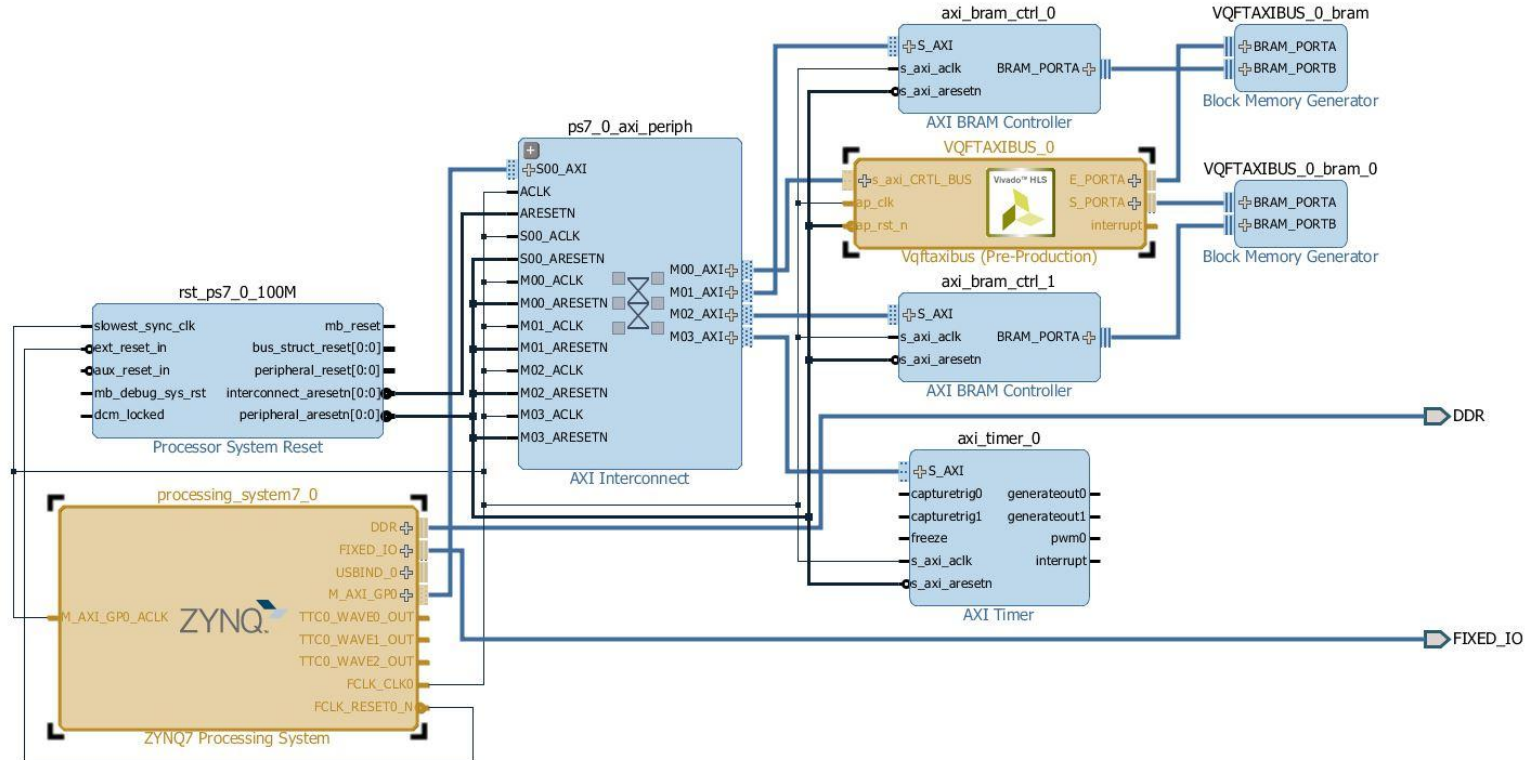 axi_bram_ctrl_0
S_AXI
s_axi_aclk
BRAM_PORTA
s_axi_aresetn
AXI BRAM Controller
VQFTAXIBUS_0_bram
BRAM_PORTA
BRAM_PORTB
Block Memory Generator
VQFTAXIBUS_0
s_axi_CRTL_BUS
E_PORTA
ap_clk
S_PORTA
ap_rst_n
interrupt
Vivado™ HLS
Vqftaxibus (Pre-Production)
VQFTAXIBUS_0_bram_0
BRAM_PORTA
BRAM_PORTB
Block Memory Generator
ps7_0_axi_periph
S00_AXI
ACLK
ARESETN
S00_ACLK
S00_ARESETN
M00_ACLK
M00_ARESETN
M01_ACLK
M01_ARESETN
M02_ACLK
M02_ARESETN
M03_ACLK
M03_ARESETN
M00_AXI
M01_AXI
M02_AXI
M03_AXI
AXI Interconnect
axi_bram_ctrl_1
S_AXI
s_axi_aclk
BRAM_PORTA
s_axi_aresetn
AXI BRAM Controller
rst_ps7_0_100M
slowest_sync_clk
mb_reset
ext_reset_in
bus_struct_reset[0:0]
aux_reset_in
peripheral_reset[0:0]
mb_debug_sys_rst
interconnect_aresetn[0:0]
dcm_locked
peripheral_aresetn[0:0]
Processor System Reset
DDR
axi_timer_0
S_AXI
capturetrig0
generateout0
capturetrig1
generateout1
freeze
pwm0
s_axi_aclk
interrupt
s_axi_aresetn
AXI Timer
processing_system7_0
DDR
FIXED_IO
USBIND_0
M_AXI_GP0
M_AXI_GP0_ACLK
ZYNQ
TTC0_WAVE0_OUT
TTC0_WAVE1_OUT
TTC0_WAVE2_OUT
FCLK_CLK0
FCLK_RESET0_N
ZYNQ7 Processing System
FIXED_IO